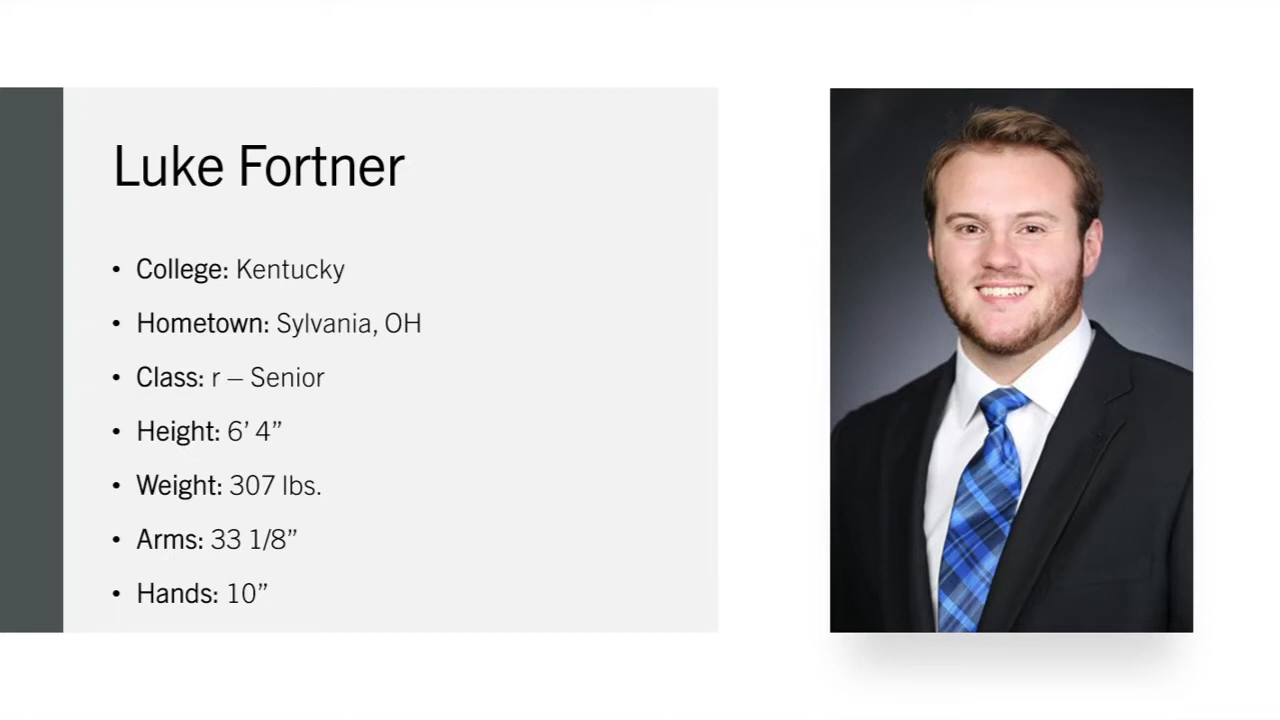 Luke Fortner
• College: Kentucky
• Hometown: Sylvania, OH
• Class: r – Senior
• Height: 6’ 4”
• Weight: 307 lbs.
• Arms: 33 1/8”
• Hands: 10”